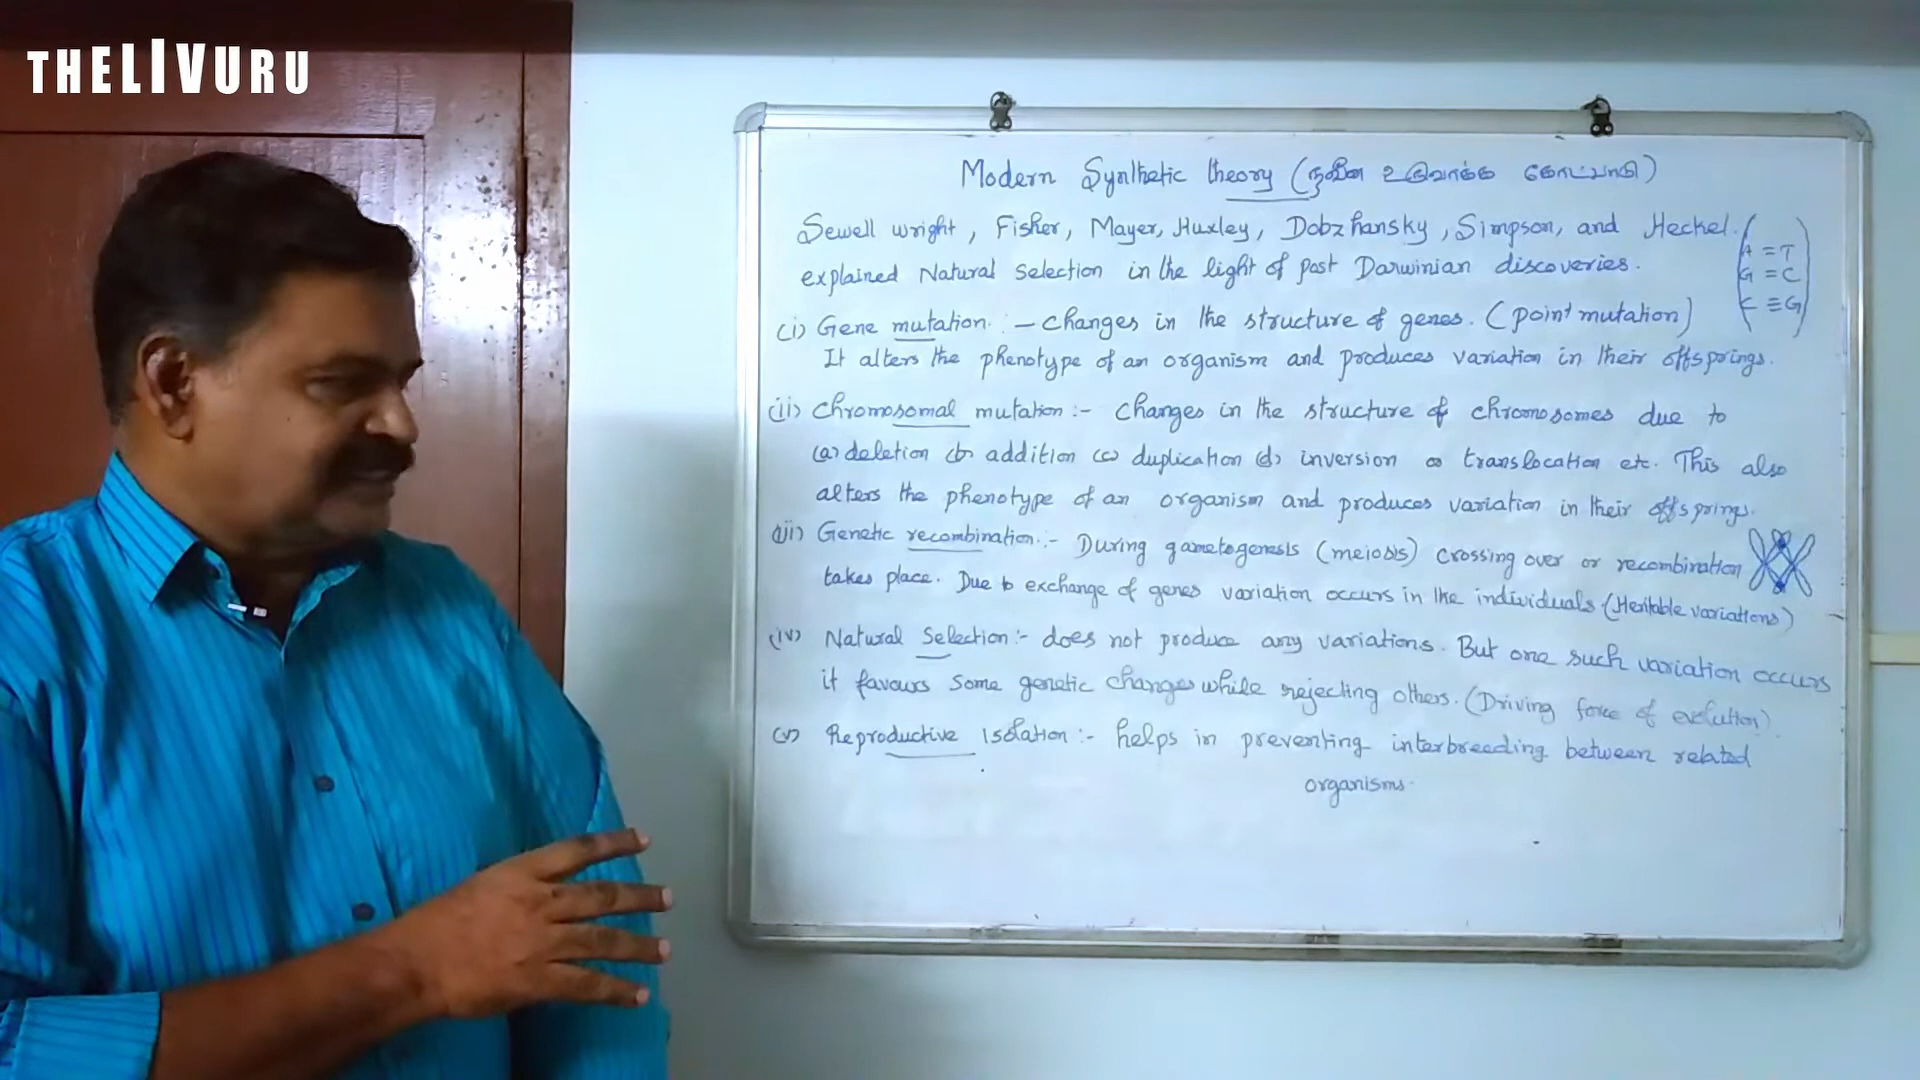 THELIVURU
Modern Synthetic theory (நவீன உருவாக்க கோட்பாடு)
Sewell wright, Fisher, Mayer, Huxley, Dobzhansky, Simpson, and Heckel.
explained Natural Selection in the light of post Darwinian discoveries.
A = T
G = C
C ≡ G
(i) Gene mutation :- changes in the structure of genes. (point mutation)
It alters the phenotype of an organism and produces variation in their offsprings.
(ii) Chromosomal mutation :- changes in the structure of chromosomes due to
(a) deletion (b) addition (c) duplication (d) inversion translocation etc. This also
alters the phenotype of an organism and produces variation in their offsprings.
(iii) Genetic recombination :- During gametogenesis (meiosis) crossing over or recombination
takes place. Due to exchange of genes variation occurs in the individuals (Heritable variations)
(iv) Natural Selection :- does not produce any variations. But one such variation occurs
it favours some genetic changes while rejecting others. (Driving force of evolution).
(v) Reproductive isolation :- helps in preventing interbreeding between related
organisms.